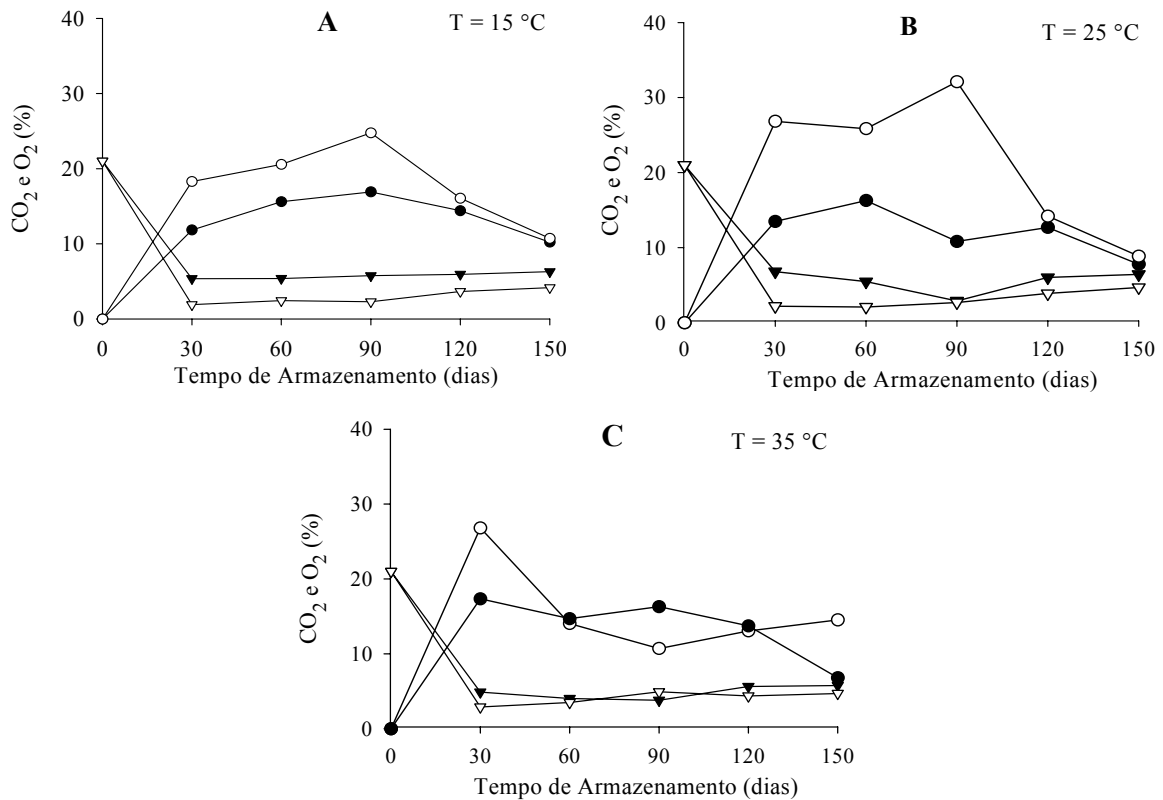 A T = 15 °C
40
30
20
10
0
CO2 e O2 (%)
0 30 60 90 120 150
Tempo de Armazenamento (dias)
B T = 25 °C
40
30
20
10
0
CO2 e O2 (%)
0 30 60 90 120 150
Tempo de Armazenamento (dias)
C T = 35 °C
40
30
20
10
0
CO2 e O2 (%)
0 30 60 90 120 150
Tempo de Armazenamento (dias)